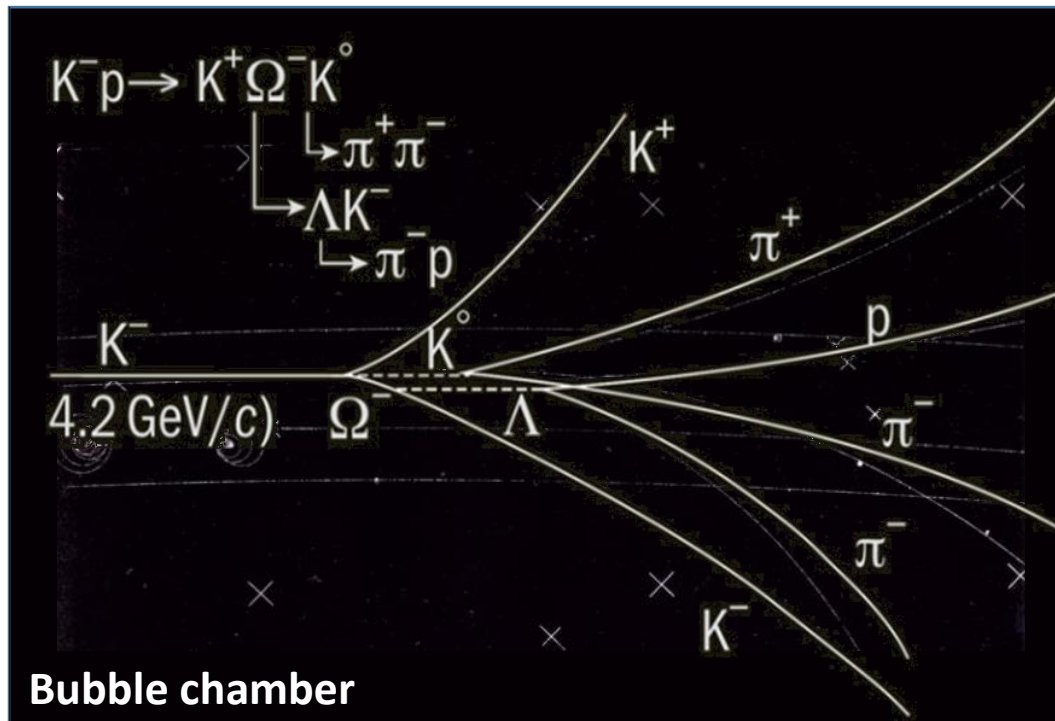 K⁻p→ K⁺Ω⁻K°
π⁺π⁻
ΛK⁻
π⁻p
K⁺
π⁺
K⁻
K°
p
4.2 GeV/c)
Ω⁻
Λ
π⁻
π⁻
K⁻
Bubble chamber